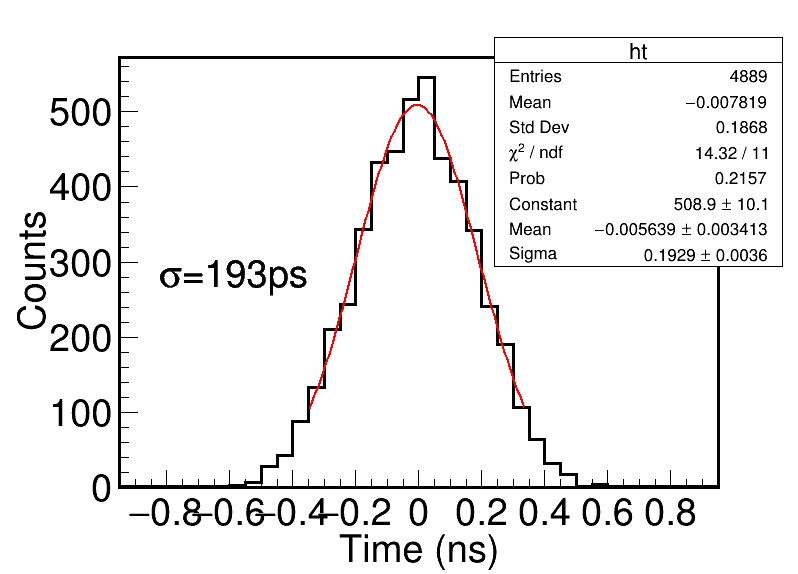 ht
Entries 4889
Mean −0.007819
Std Dev 0.1868
χ² / ndf 14.32 / 11
Prob 0.2157
Constant 508.9 ± 10.1
Mean −0.005639 ± 0.003413
Sigma 0.1929 ± 0.0036
Counts
500
400
300
200
100
0
σ=193ps
−0.8 −0.6 −0.4 −0.2 0 0.2 0.4 0.6 0.8
Time (ns)